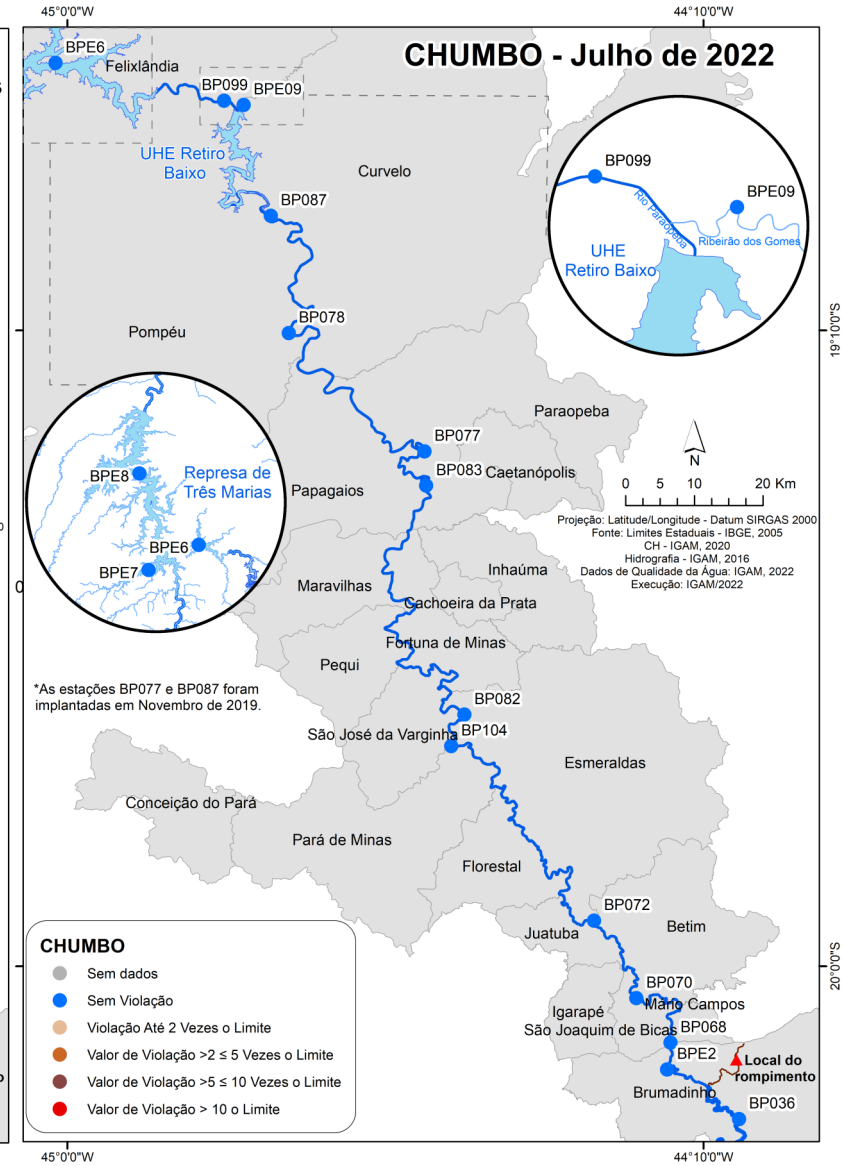 45°0'0"W
44°10'0"W
CHUMBO - Julho de 2022
BPE6
Felixlândia
BP099
BPE09
UHE Retiro
Baixo
Curvelo
BP087
BP099
BPE09
Rio Paraopeba
Ribeirão dos Gomes
UHE
Retiro Baixo
BP078
Pompéu
19°10'0"S
Paraopeba
BP077
BP083
Caetanópolis
N
0 5 10 20 Km
Papagaios
BPE8
Represa de
Três Marias
BPE6
BPE7
Projeção: Latitude/Longitude - Datum SIRGAS 2000
Fonte: Limites Estaduais - IBGE, 2005
CH - IGAM, 2020
Hidrografia - IGAM, 2016
Dados de Qualidade da Água: IGAM, 2022
Execução: IGAM/2022
Inhaúma
Maravilhas
Cachoeira da Prata
Fortuna de Minas
Pequi
*As estações BP077 e BP087 foram
implantadas em Novembro de 2019.
BP082
São José da Varginha
BP104
Esmeraldas
Conceição do Pará
Pará de Minas
Florestal
BP072
Juatuba
Betim
20°0'0"S
BP070
Mário Campos
Igarapé
São Joaquim de Bicas
BP068
BPE2
Local do
rompimento
Brumadinho
BP036
CHUMBO
Sem dados
Sem Violação
Violação Até 2 Vezes o Limite
Valor de Violação >2 ≤ 5 Vezes o Limite
Valor de Violação >5 ≤ 10 Vezes o Limite
Valor de Violação > 10 o Limite
45°0'0"W
44°10'0"W